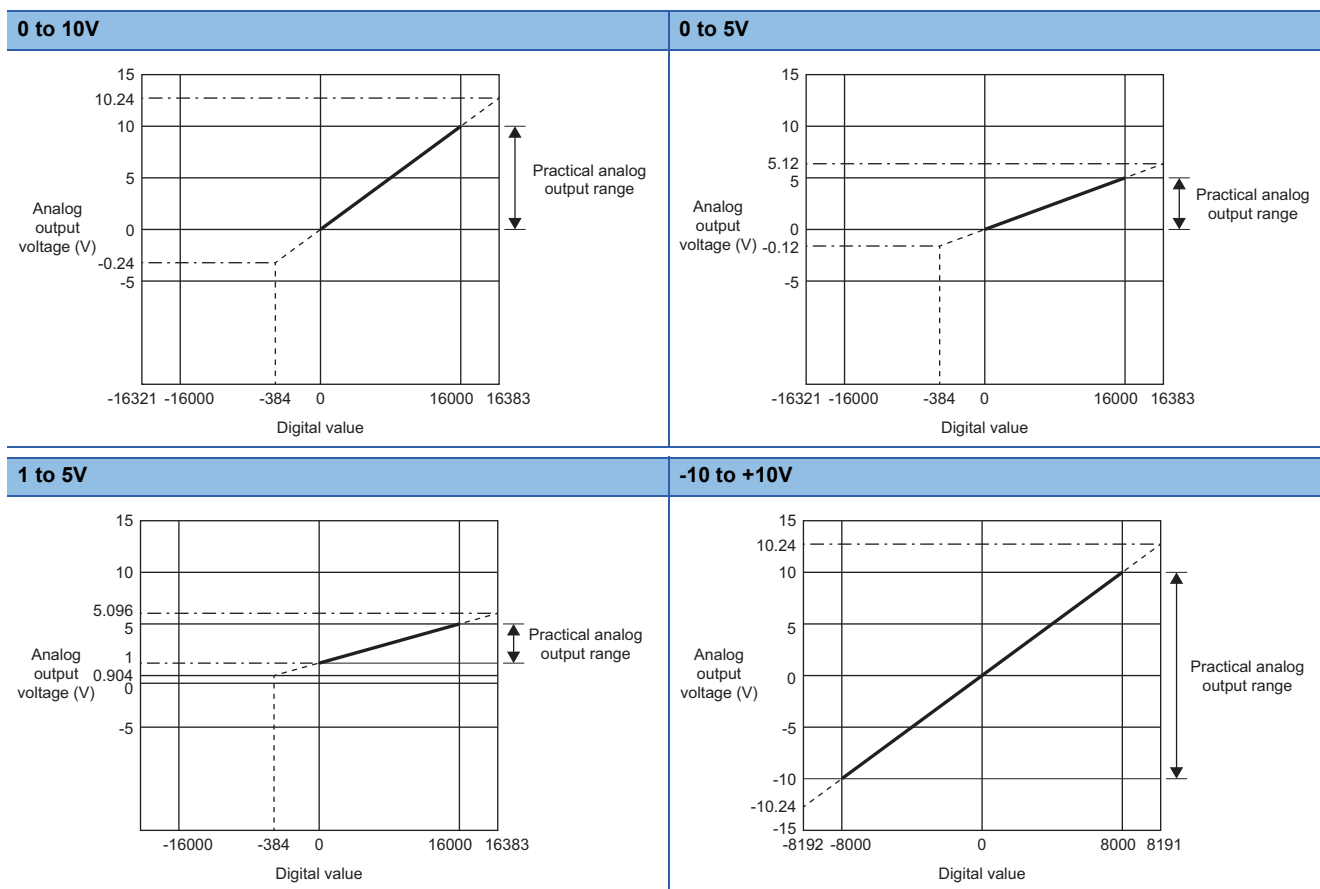 0 to 10V
15
10.24
10
5
0
-0.24
-5
Analog
output
voltage (V)
Practical analog
output range
-16321 -16000 -384 0 16000 16383
Digital value
0 to 5V
15
10
5.12
5
0
-0.12
-5
Analog
output
voltage (V)
Practical analog
output range
-16321 -16000 -384 0 16000 16383
Digital value
1 to 5V
15
10
5.096
5
1
0.904
0
-5
Analog
output
voltage (V)
Practical analog
output range
-16000 -384 0 16000 16383
Digital value
-10 to +10V
15
10.24
10
5
0
-5
-10
-10.24
-15
Analog
output
voltage (V)
Practical analog
output range
-8192 -8000 0 8000 8191
Digital value